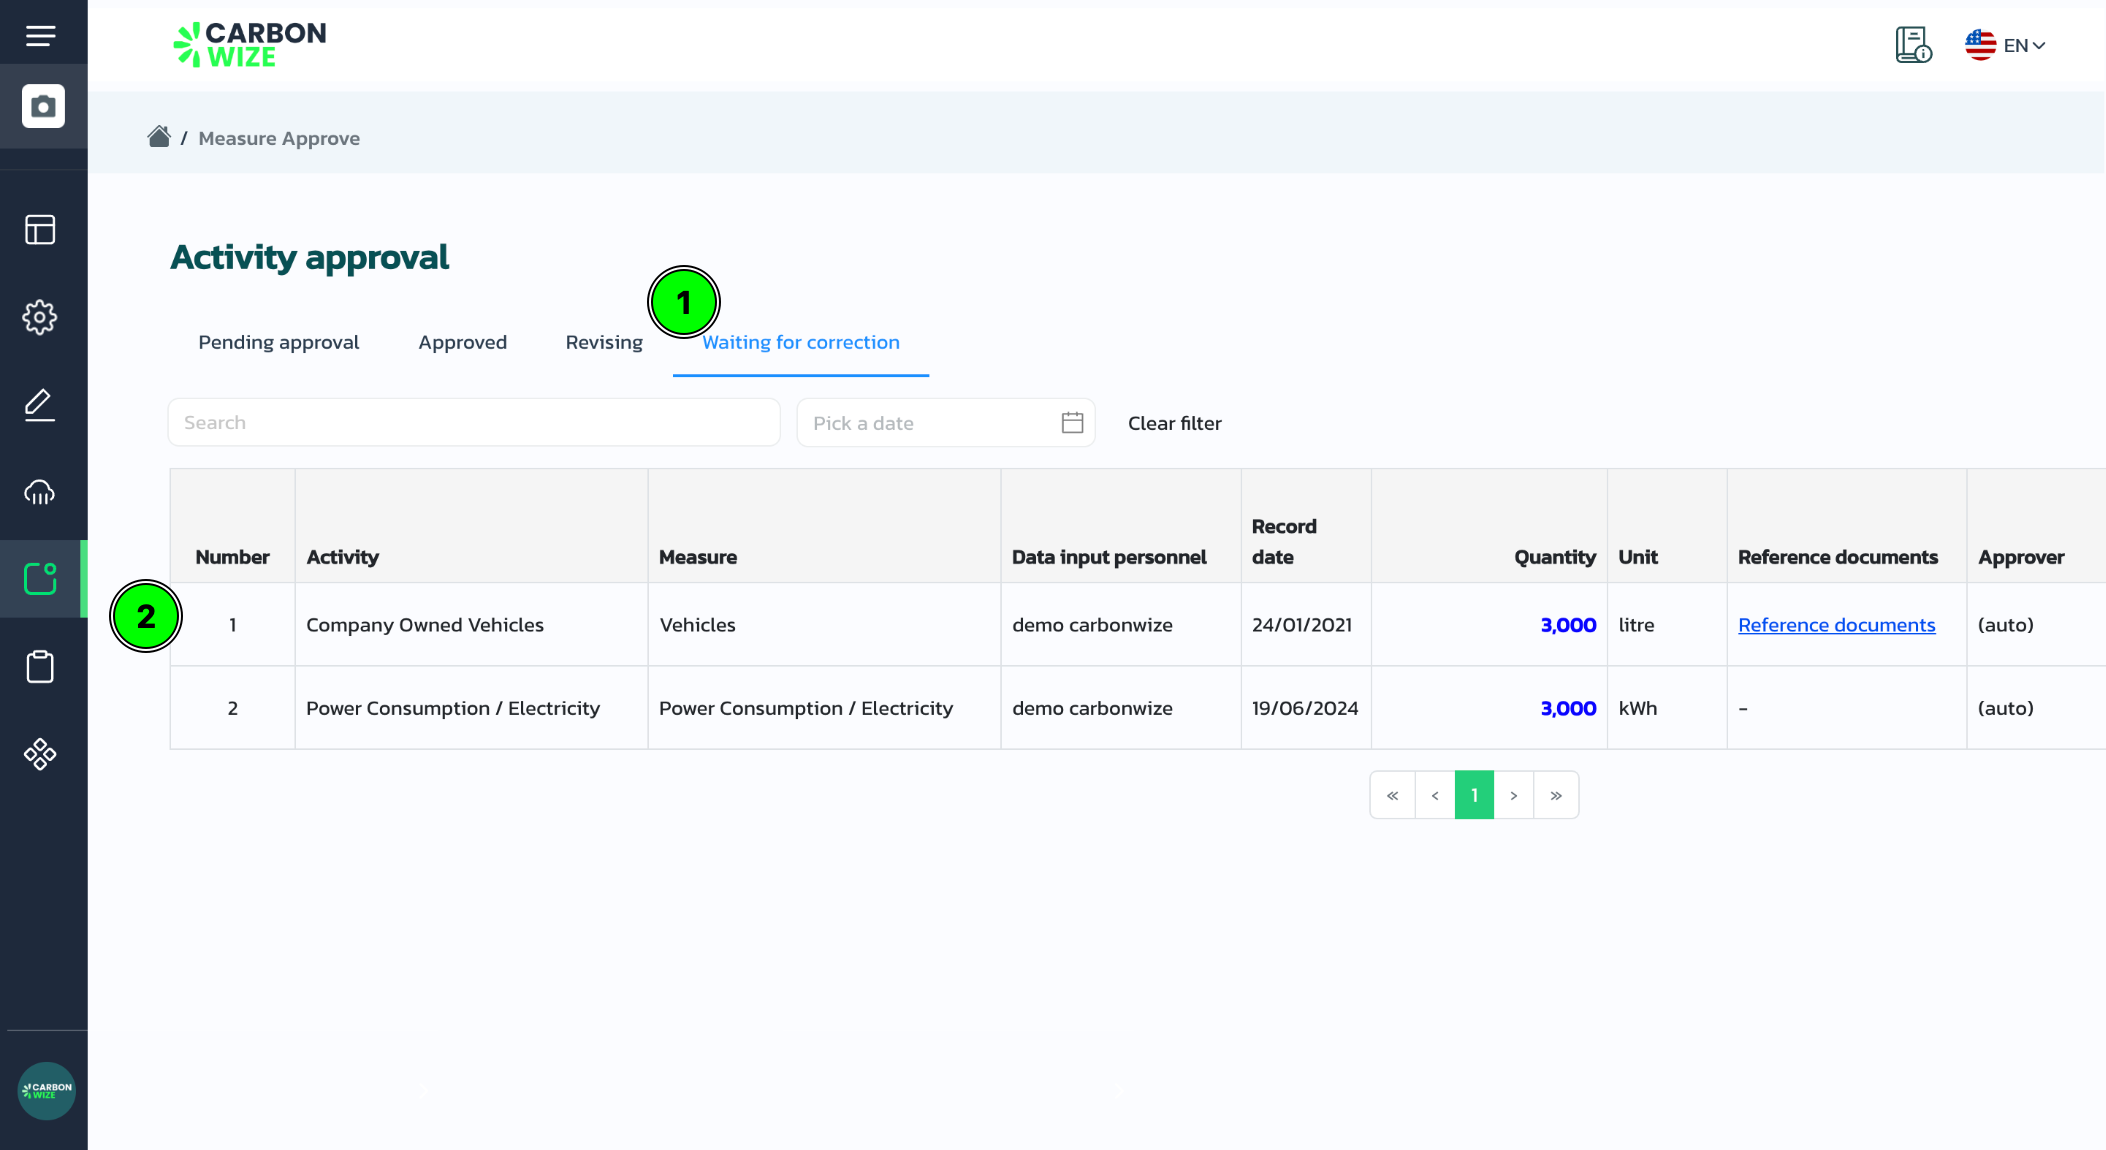 CARBON
WIZE
EN
/ Measure Approve
Activity approval
1
Pending approval Approved Revising Waiting for correction
Search Pick a date Clear filter
Number Activity Measure Data input personnel Record date Quantity Unit Reference documents Approver
2
1 Company Owned Vehicles Vehicles demo carbonwize 24/01/2021 3,000 litre Reference documents (auto)
2 Power Consumption / Electricity Power Consumption / Electricity demo carbonwize 19/06/2024 3,000 kWh - (auto)
« ‹ 1 › »
CARBON
WIZE